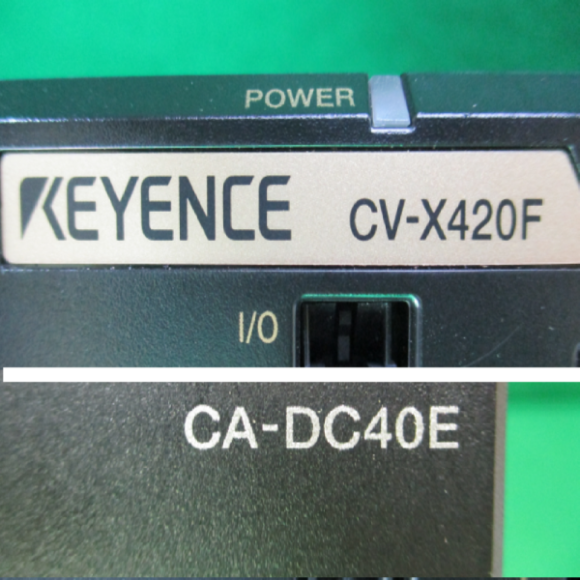 POWER
KEYENCE CV-X420F
I/O
CA-DC40E